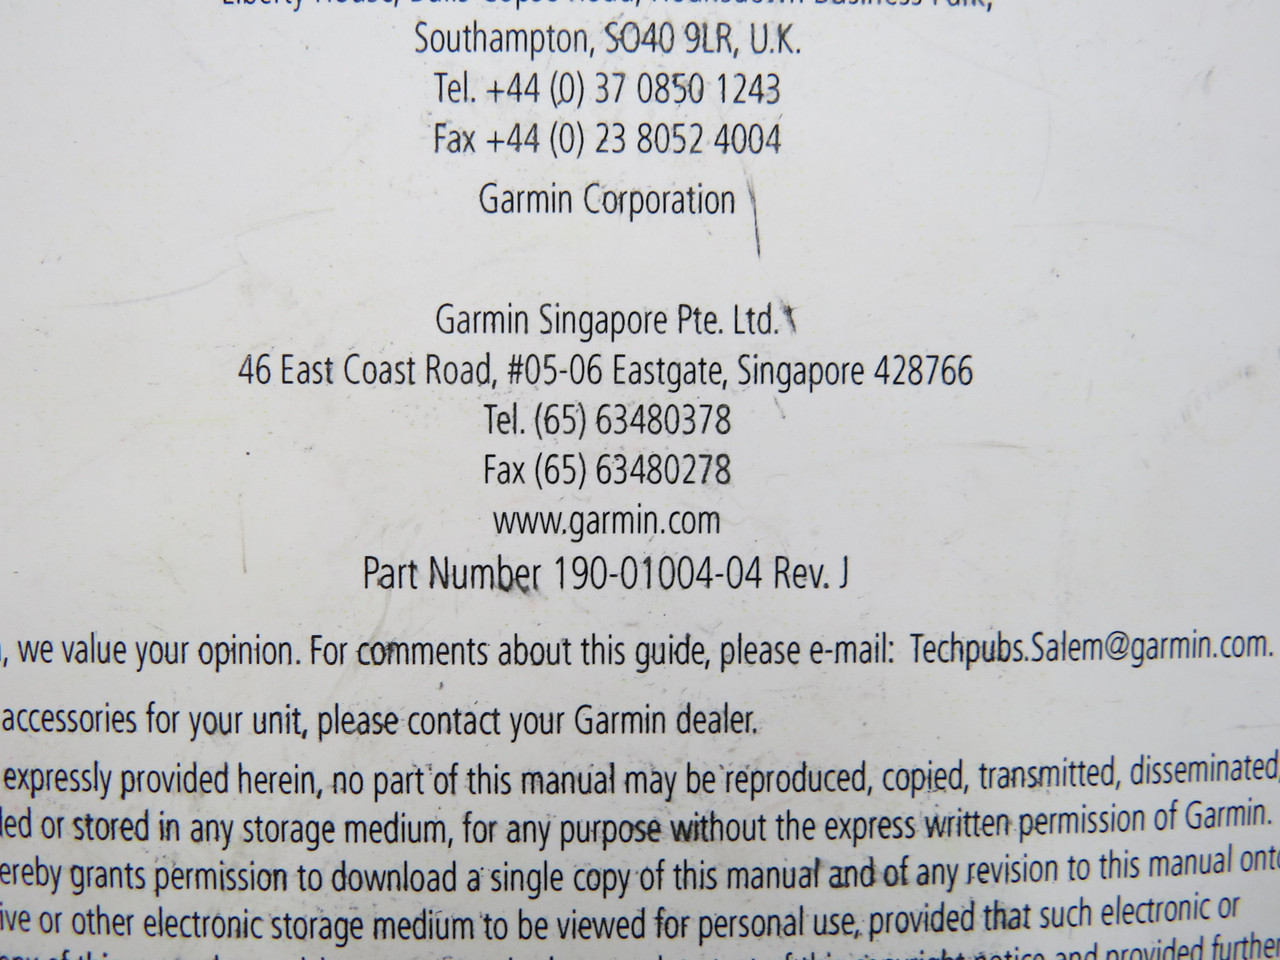 Southampton, SO40 9LR, U.K.
Tel. +44 (0) 37 0850 1243
Fax +44 (0) 23 8052 4004
Garmin Corporation
Garmin Singapore Pte. Ltd.
46 East Coast Road, #05-06 Eastgate, Singapore 428766
Tel. (65) 63480378
Fax (65) 63480278
www.garmin.com
Part Number 190-01004-04 Rev. J
, we value your opinion. For comments about this guide, please e-mail: Techpubs.Salem@garmin.com.
accessories for your unit, please contact your Garmin dealer.
expressly provided herein, no part of this manual may be reproduced, copied, transmitted, disseminated,
or stored in any storage medium, for any purpose without the express written permission of Garmin.
ereby grants permission to download a single copy of this manual and of any revision to this manual onto
ive or other electronic storage medium to be viewed for personal use, provided that such electronic or
copyright notice and provided further